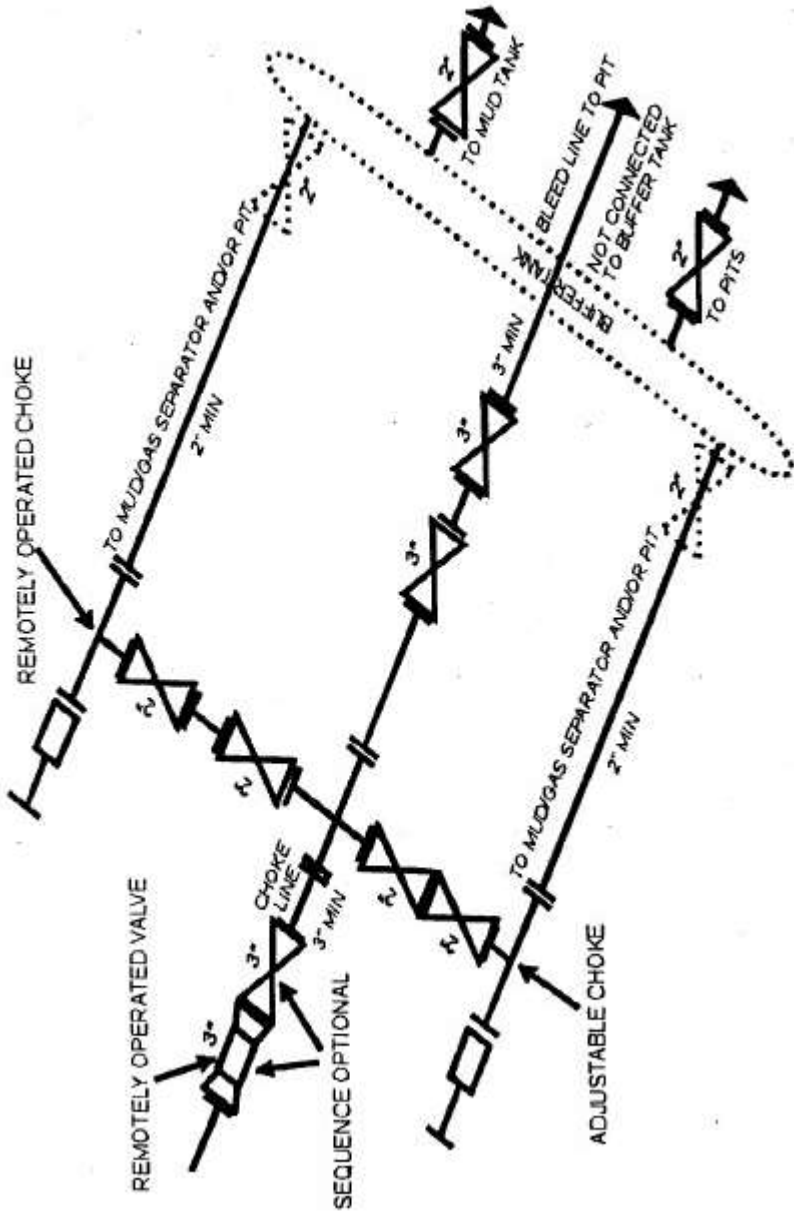 REMOTELY OPERATED CHOKE
TO MUD/GAS SEPARATOR AND/OR PIT
2" MIN
2"
2"
TO MUD TANK
2"
2"
REMOTELY OPERATED VALVE
3"
3"
CHOKE
LINE
3" MIN
SEQUENCE OPTIONAL
3"
3"
3" MIN
BLEED LINE TO PIT
NOT CONNECTED
TO BUFFER TANK
BUFFER TANK
2"
2"
2"
TO PITS
TO MUD/GAS SEPARATOR AND/OR PIT
2" MIN
2"
ADJUSTABLE CHOKE